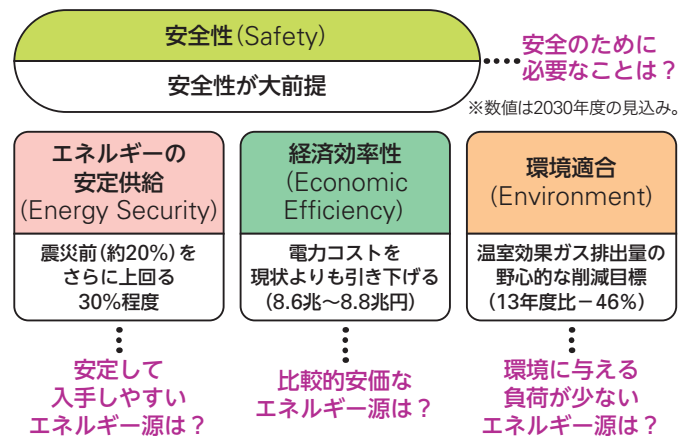 安全性(Safety)
安全性が大前提
安全のために
必要なことは？
※数値は2030年度の見込み。
エネルギーの
安定供給
(Energy Security)
震災前(約20%)を
さらに上回る
30%程度
経済効率性
(Economic
Efficiency)
電力コストを
現状よりも引き下げる
(8.6兆〜8.8兆円)
環境適合
(Environment)
温室効果ガス排出量の
野心的な削減目標
(13年度比－46%)
安定して
入手しやすい
エネルギー源は？
比較的安価な
エネルギー源は？
環境に与える
負荷が少ない
エネルギー源は？